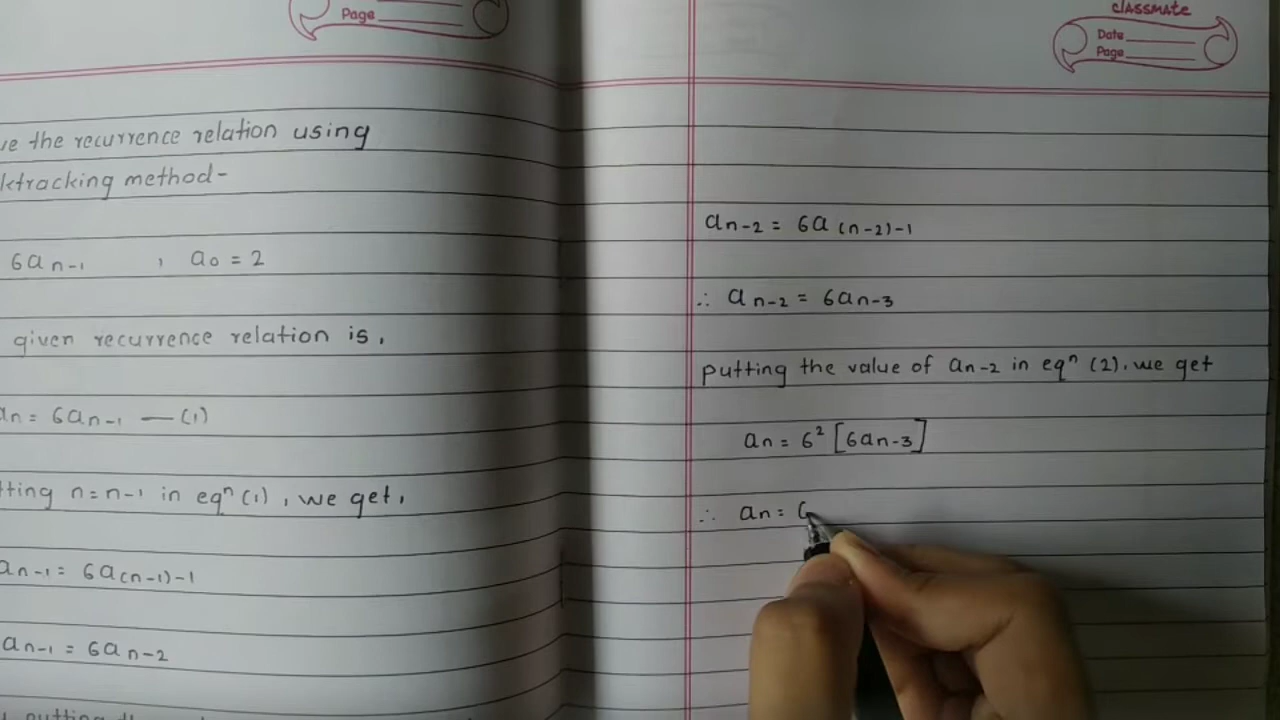 Page
ve the recurrence relation using
ktracking method-
6an-1 , a0 = 2
given recurrence relation is,
an = 6an-1 — (1)
tting n=n-1 in eqⁿ (1), we get,
an-1 = 6a(n-1)-1
an-1 = 6an-2
putting
classmate
Date
Page
an-2 = 6a(n-2)-1
∴ an-2 = 6an-3
putting the value of an-2 in eqⁿ (2). we get
an = 6² [6an-3]
∴ an =